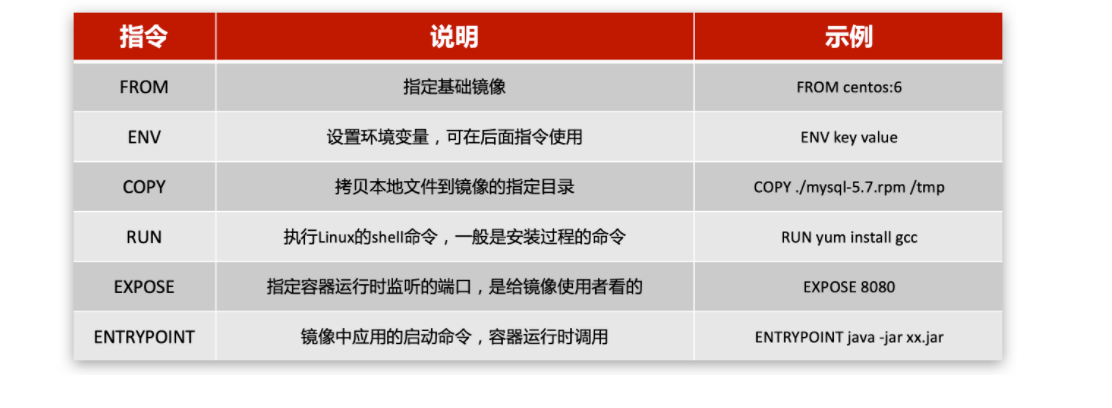 指令 说明 示例
FROM 指定基础镜像 FROM centos:6
ENV 设置环境变量，可在后面指令使用 ENV key value
COPY 拷贝本地文件到镜像的指定目录 COPY ./mysql-5.7.rpm /tmp
RUN 执行Linux的shell命令，一般是安装过程的命令 RUN yum install gcc
EXPOSE 指定容器运行时监听的端口，是给镜像使用者看的 EXPOSE 8080
ENTRYPOINT 镜像中应用的启动命令，容器运行时调用 ENTRYPOINT java -jar xx.jar